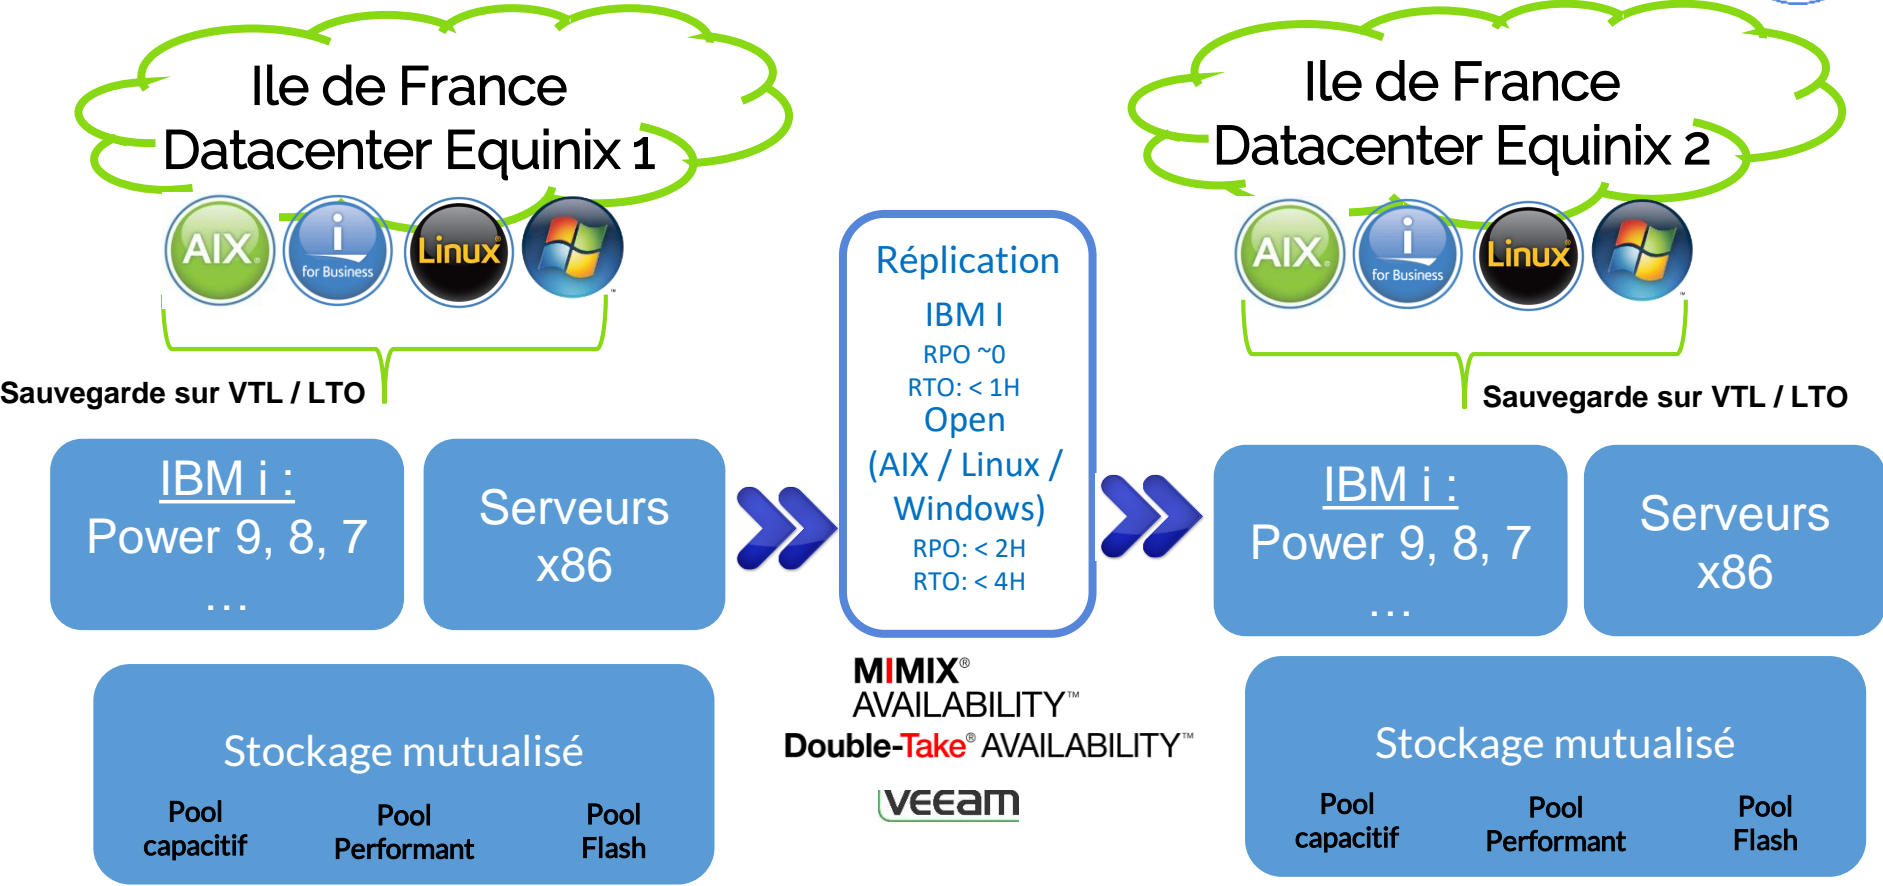 Ile de France
Datacenter Equinix 1
AIX®
i
for Business
Linux®
™
Sauvegarde sur VTL / LTO
IBM i :
Power 9, 8, 7
...
Serveurs
x86
Stockage mutualisé
Pool
capacitif
Pool
Performant
Pool
Flash
Réplication
IBM I
RPO ~0
RTO: < 1H
Open
(AIX / Linux /
Windows)
RPO: < 2H
RTO: < 4H
MIMIX®
AVAILABILITY™
Double-Take® AVAILABILITY™
veeam
Ile de France
Datacenter Equinix 2
AIX®
i
for Business
Linux®
™
Sauvegarde sur VTL / LTO
IBM i :
Power 9, 8, 7
...
Serveurs
x86
Stockage mutualisé
Pool
capacitif
Pool
Performant
Pool
Flash